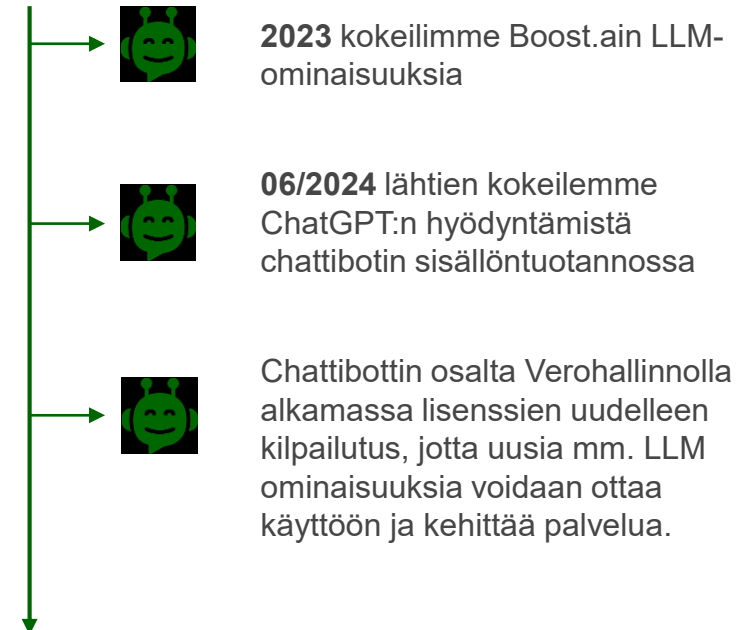 2023 kokeilimme Boost.ain LLM-
ominaisuuksia
06/2024 lähtien kokeilemme
ChatGPT:n hyödyntämistä
chattibotin sisällöntuotannossa
Chattibottin osalta Verohallinnolla
alkamassa lisenssien uudelleen
kilpailutus, jotta uusia mm. LLM
ominaisuuksia voidaan ottaa
käyttöön ja kehittää palvelua.